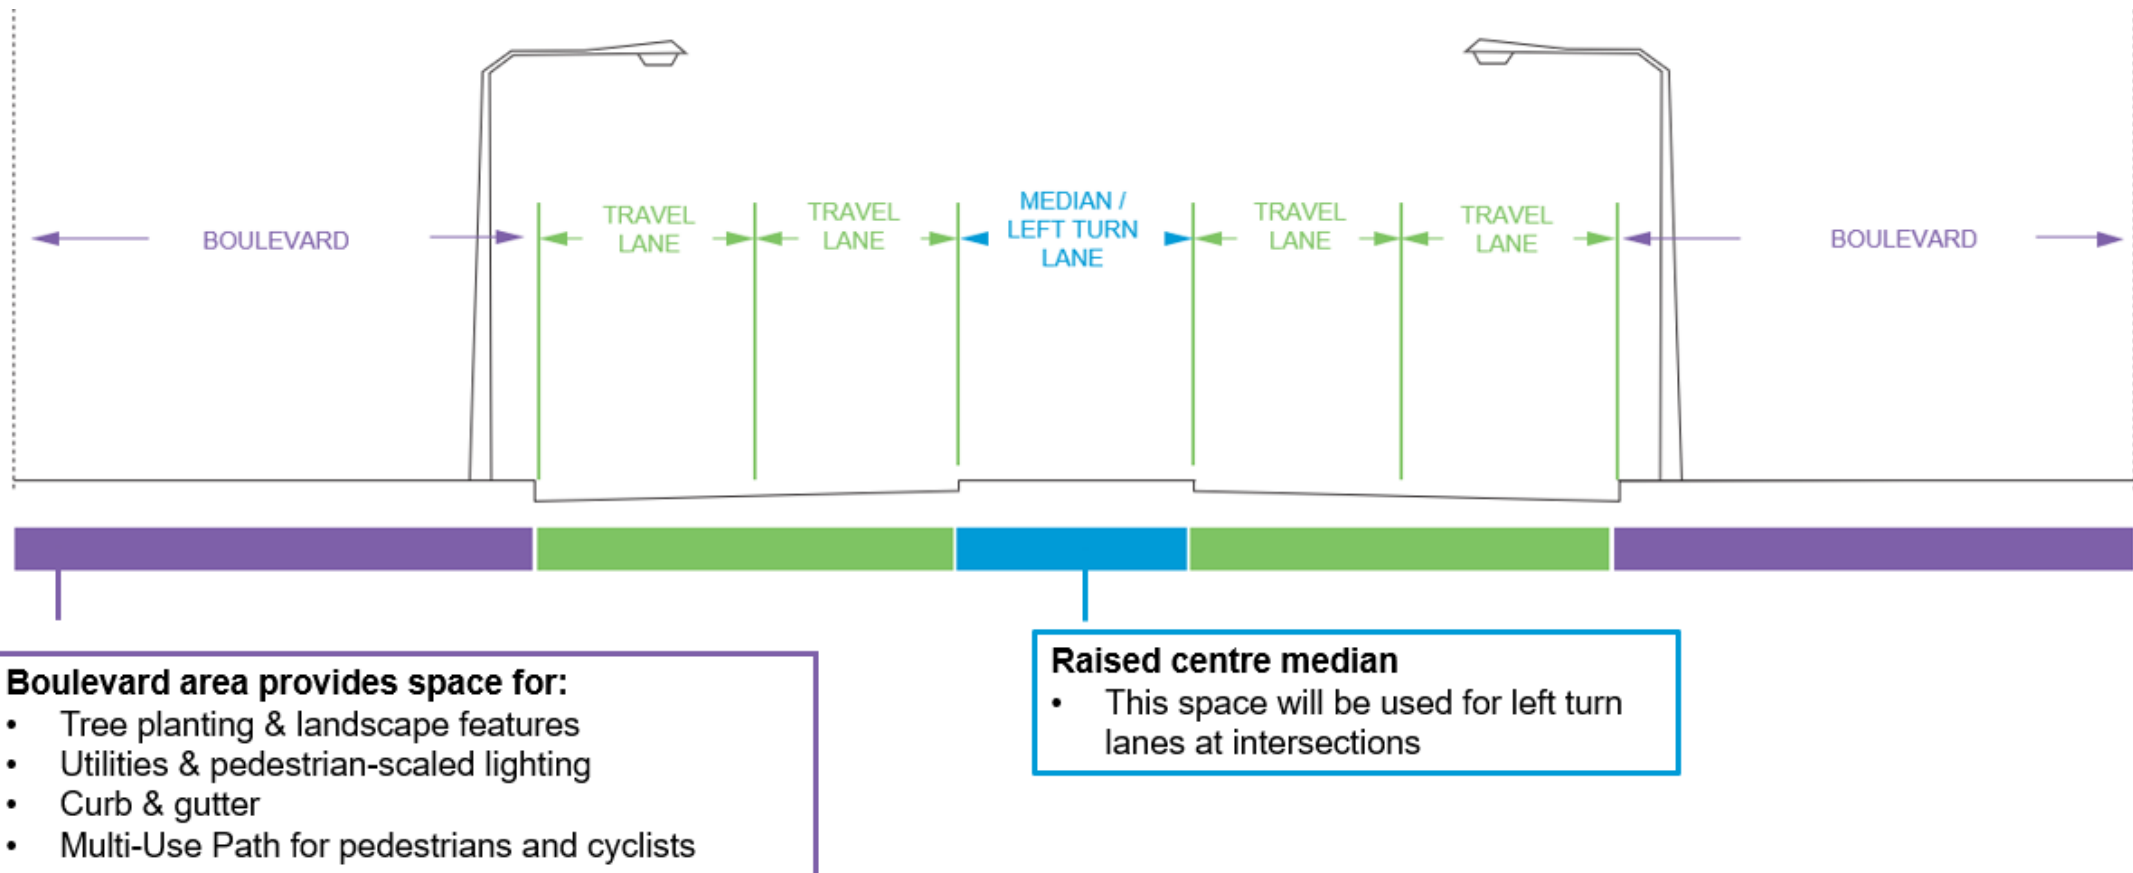 BOULEVARD
TRAVEL
LANE
TRAVEL
LANE
MEDIAN /
LEFT TURN
LANE
TRAVEL
LANE
TRAVEL
LANE
BOULEVARD
Boulevard area provides space for:
• Tree planting & landscape features
• Utilities & pedestrian-scaled lighting
• Curb & gutter
• Multi-Use Path for pedestrians and cyclists
Raised centre median
• This space will be used for left turn
lanes at intersections